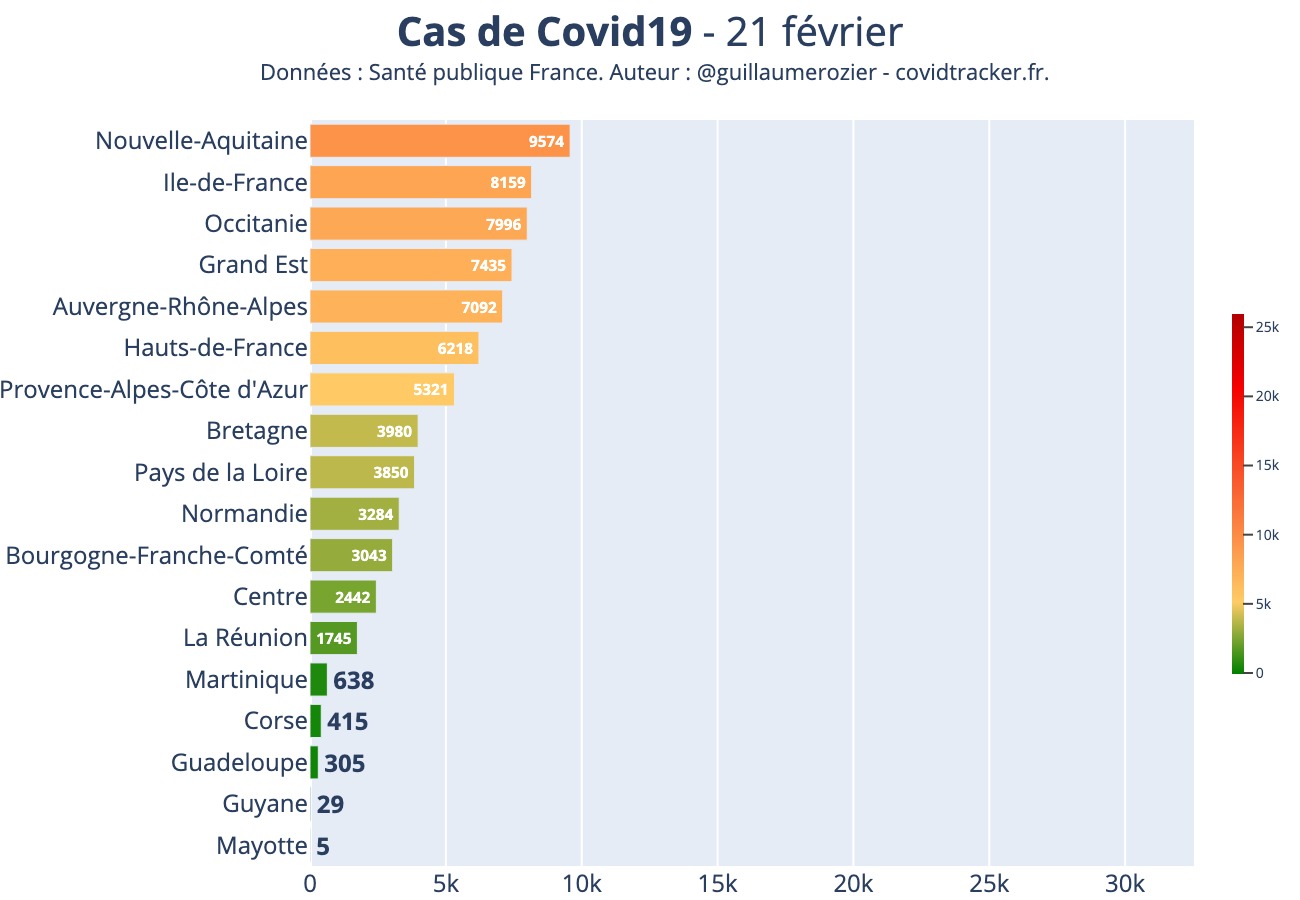 Cas de Covid19 - 21 février
Données : Santé publique France. Auteur : @guillaumerozier - covidtracker.fr.
Nouvelle-Aquitaine 9574
Ile-de-France 8159
Occitanie 7996
Grand Est 7435
Auvergne-Rhône-Alpes 7092
Hauts-de-France 6218
Provence-Alpes-Côte d'Azur 5321
Bretagne 3980
Pays de la Loire 3850
Normandie 3284
Bourgogne-Franche-Comté 3043
Centre 2442
La Réunion 1745
Martinique 638
Corse 415
Guadeloupe 305
Guyane 29
Mayotte 5
0 5k 10k 15k 20k 25k 30k
25k
20k
15k
10k
5k
0